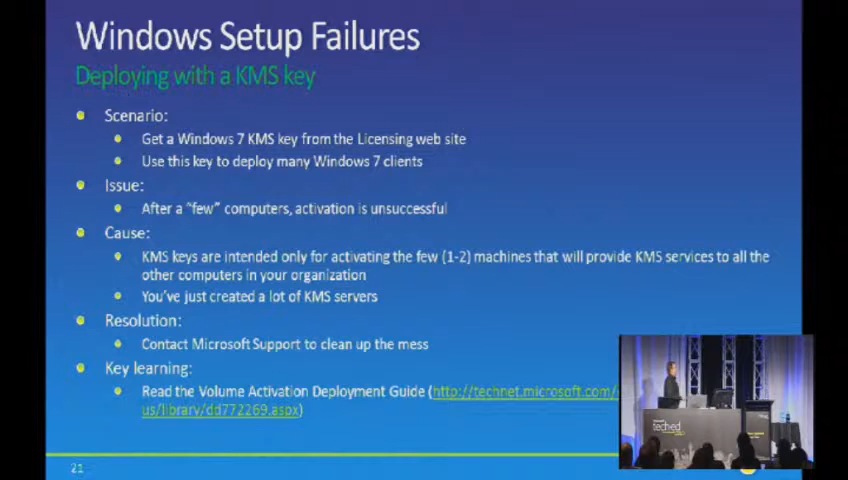 Windows Setup Failures
Deploying with a KMS key
Scenario:
Get a Windows 7 KMS key from the Licensing web site
Use this key to deploy many Windows 7 clients
Issue:
After a "few" computers, activation is unsuccessful
Cause:
KMS keys are intended only for activating the few (1-2) machines that will provide KMS services to all the
other computers in your organization
You've just created a lot of KMS servers
Resolution:
Contact Microsoft Support to clean up the mess
Key learning:
Read the Volume Activation Deployment Guide (http://technet.microsoft.com/
us/library/dd772269.aspx)
teched
21